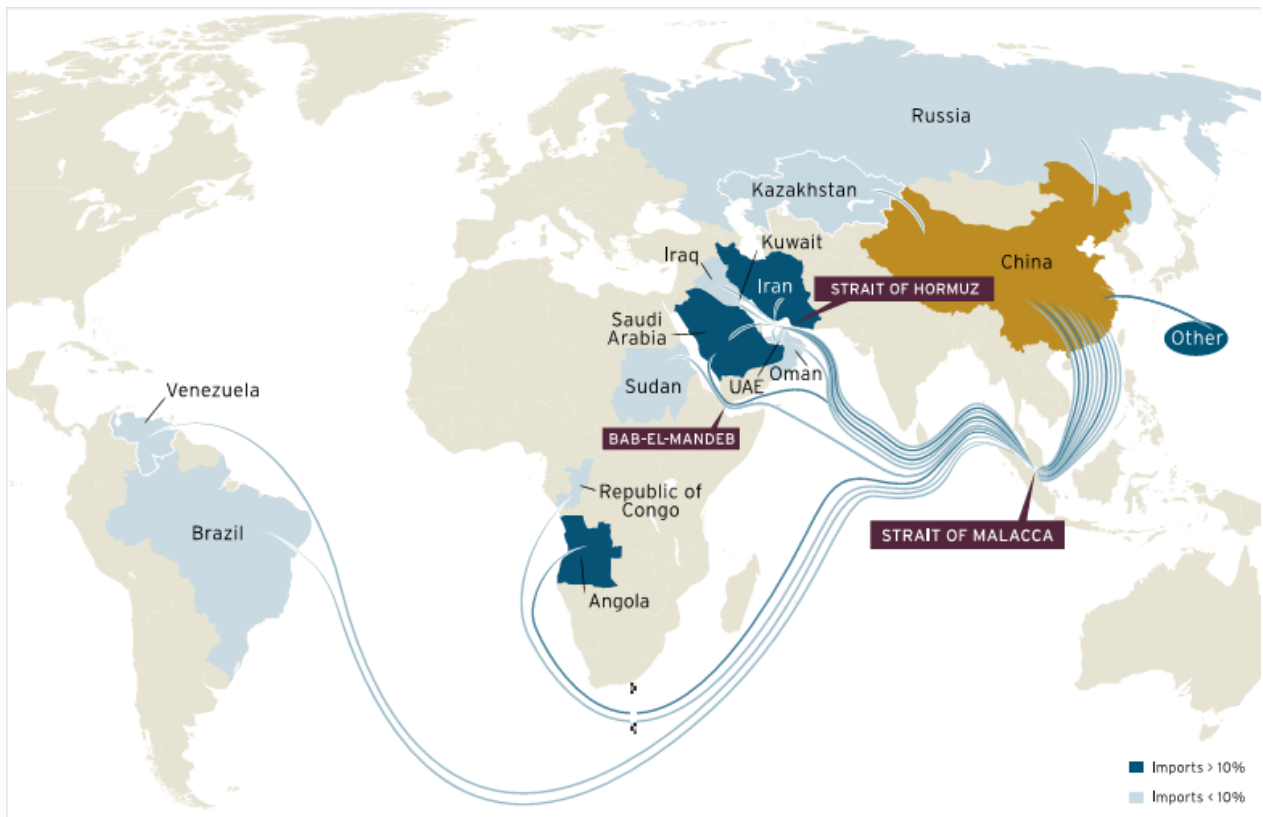 Russia
Kazakhstan
Kuwait
Iraq
China
Iran
STRAIT OF HORMUZ
Saudi
Arabia
Other
Oman
UAE
Sudan
Venezuela
BAB-EL-MANDEB
Republic of
Congo
Brazil
STRAIT OF MALACCA
Angola
Imports > 10%
Imports < 10%